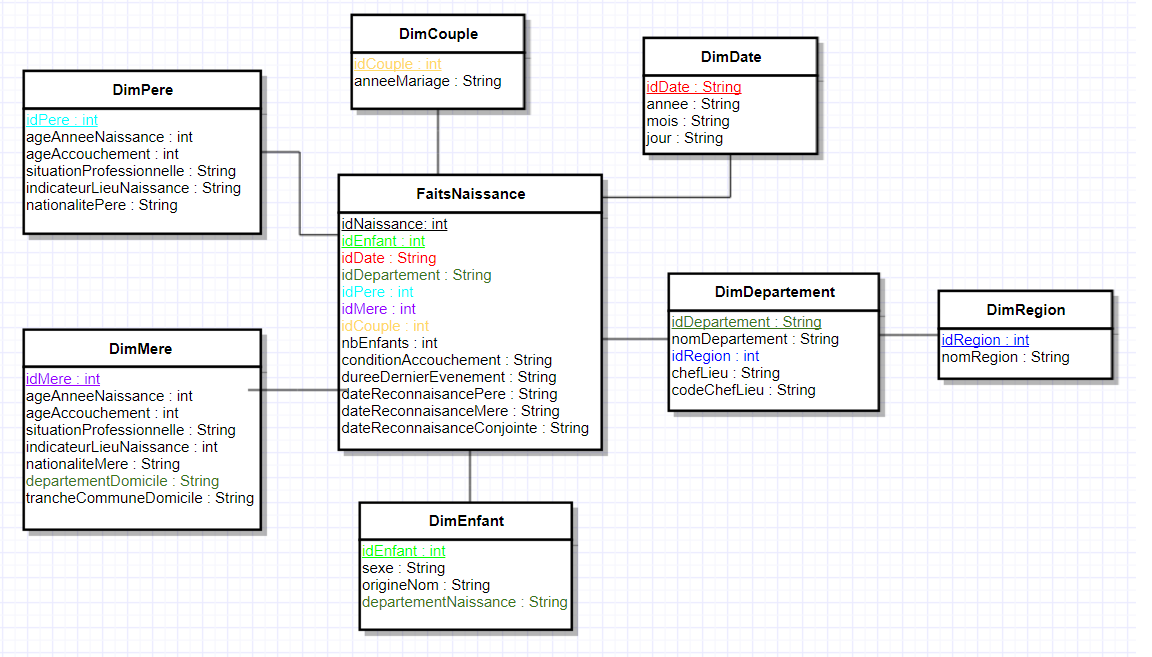 DimCouple
idCouple : int
anneeMariage : String
DimDate
idDate : String
annee : String
mois : String
jour : String
DimPere
idPere : int
ageAnneeNaissance : int
ageAccouchement : int
situationProfessionnelle : String
indicateurLieuNaissance : String
nationalitePere : String
FaitsNaissance
idNaissance: int
idEnfant : int
idDate : String
idDepartement : String
idPere : int
idMere : int
idCouple : int
nbEnfants : int
conditionAccouchement : String
dureeDernierEvenement : String
dateReconnaisancePere : String
dateReconnaisanceMere : String
dateReconnaisanceConjointe : String
DimDepartement
idDepartement : String
nomDepartement : String
idRegion : int
chefLieu : String
codeChefLieu : String
DimRegion
idRegion : int
nomRegion : String
DimMere
idMere : int
ageAnneeNaissance : int
ageAccouchement : int
situationProfessionnelle : String
indicateurLieuNaissance : int
nationaliteMere : String
departementDomicile : String
trancheCommuneDomicile : String
DimEnfant
idEnfant : int
sexe : String
origineNom : String
departementNaissance : String